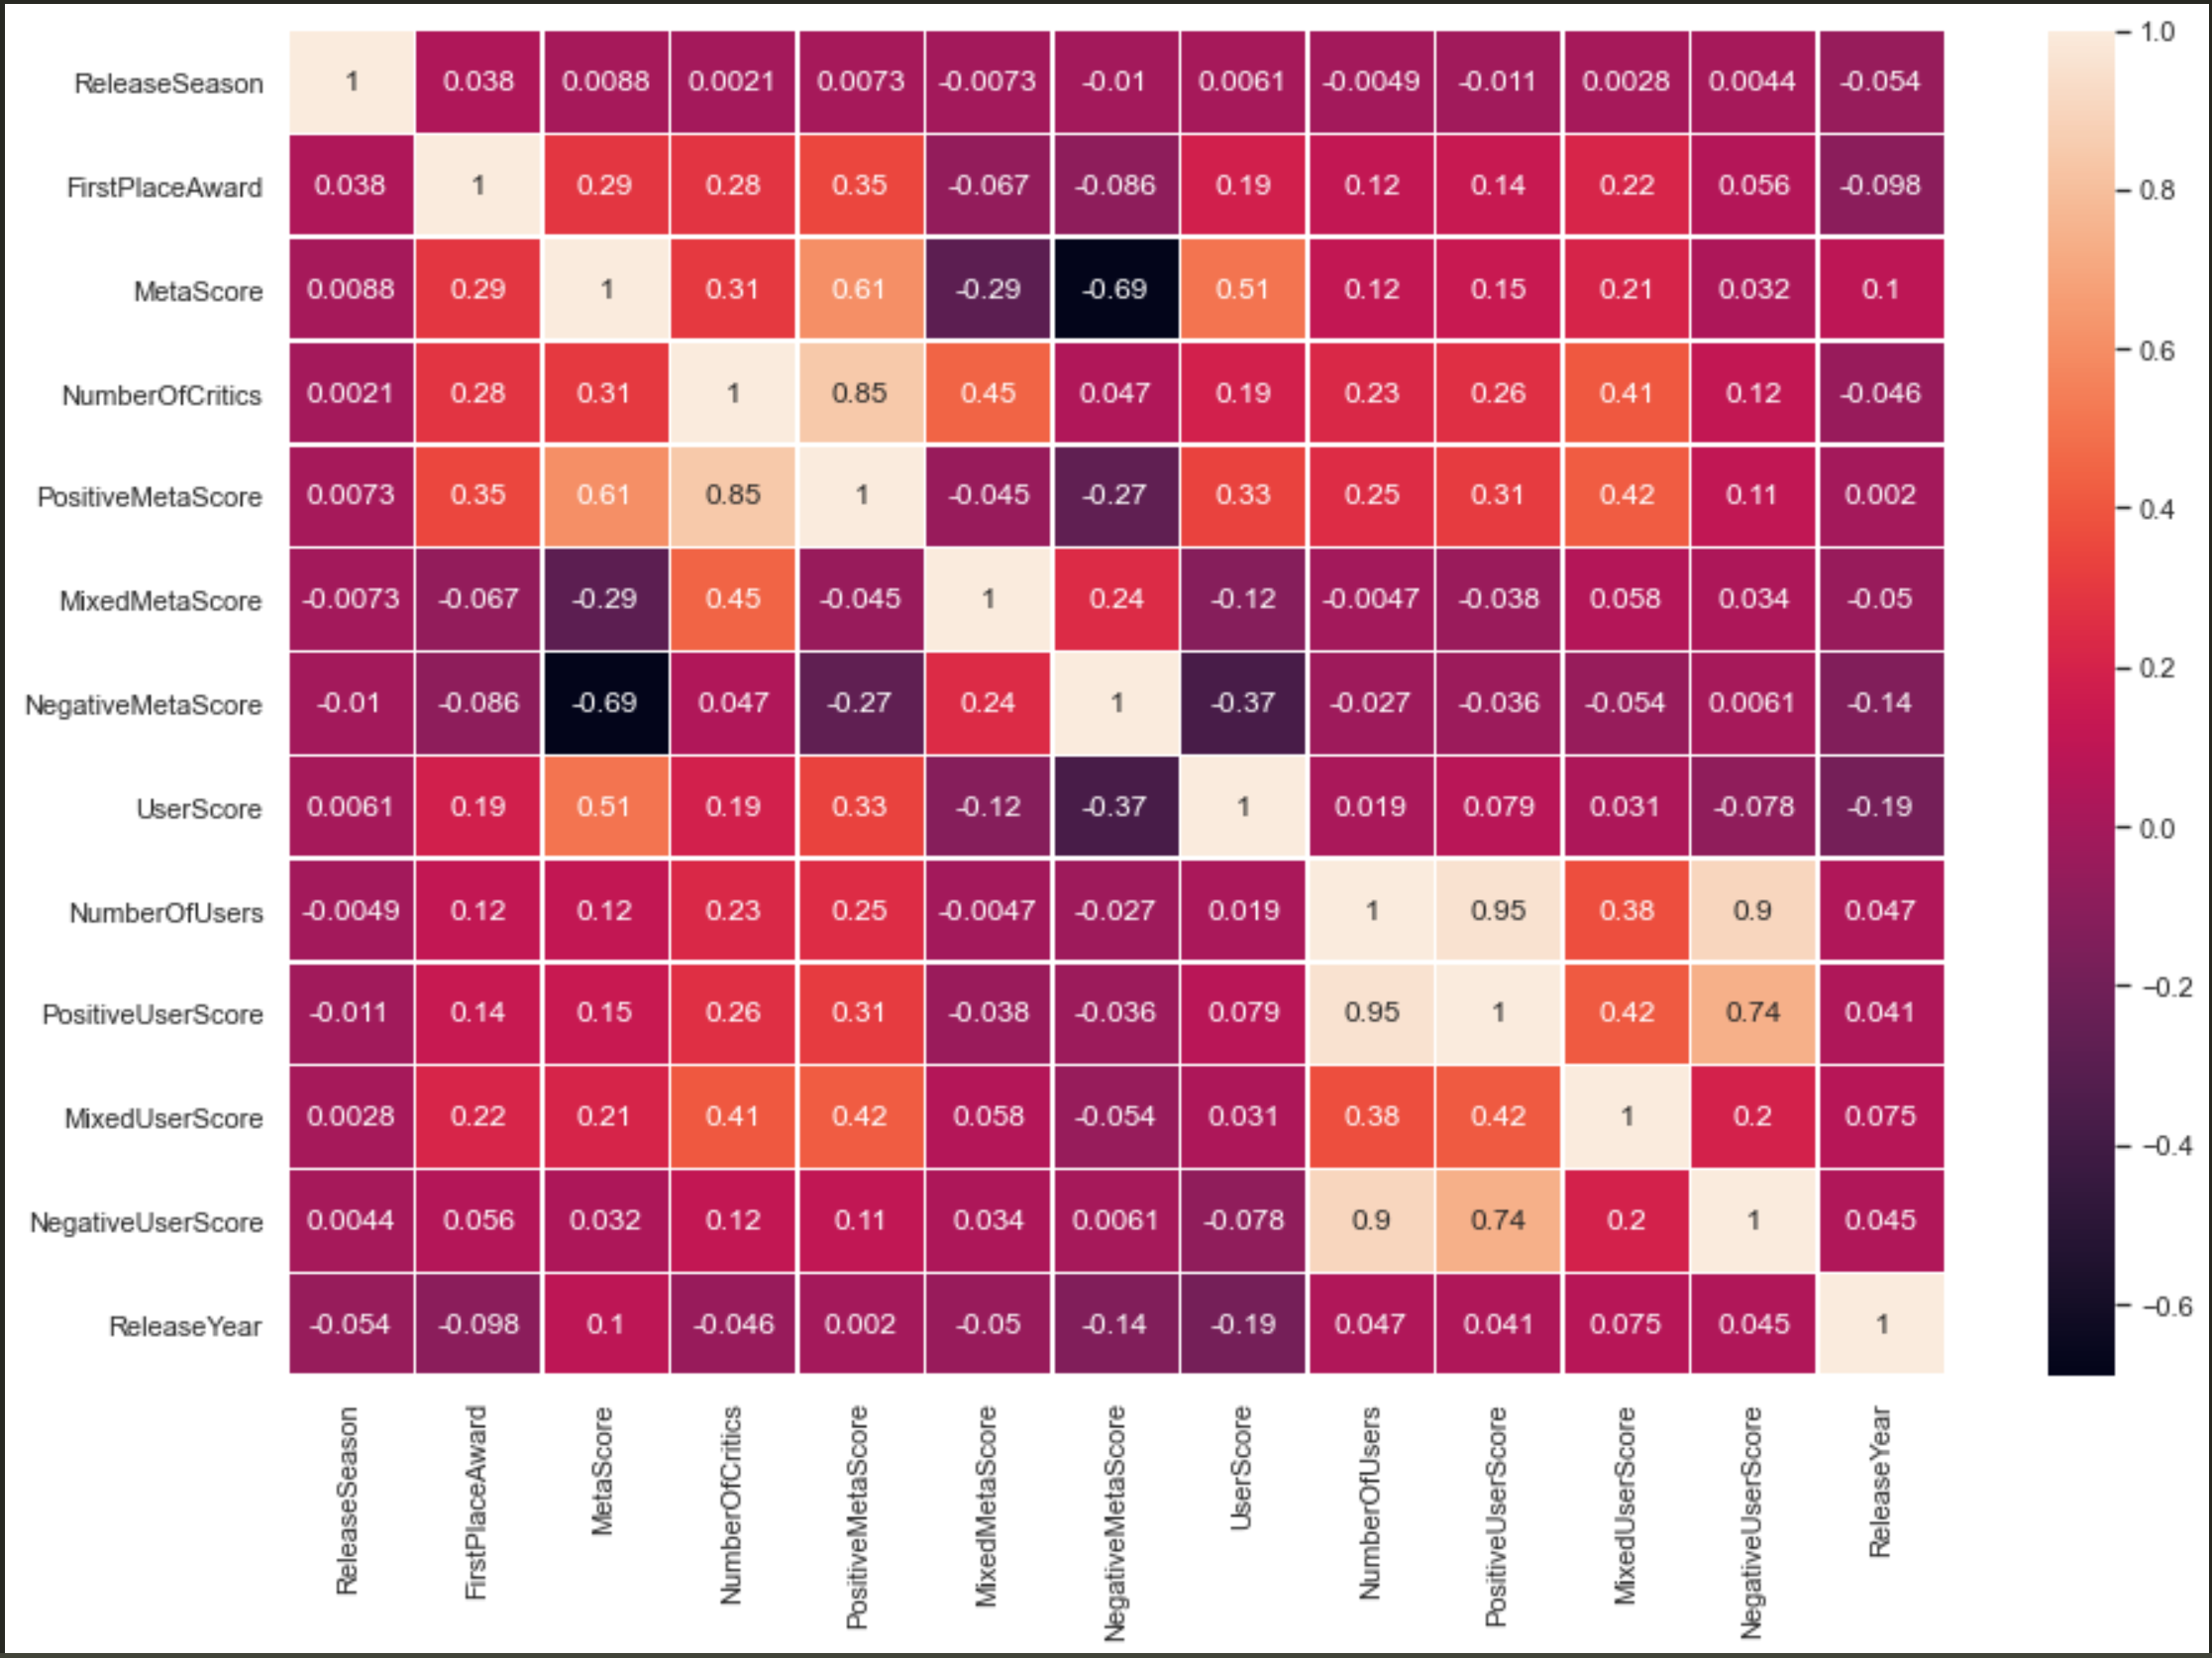 ReleaseSeason 1 0.038 0.0088 0.0021 0.0073 -0.0073 -0.01 0.0061 -0.0049 -0.011 0.0028 0.0044 -0.054
FirstPlaceAward 0.038 1 0.29 0.28 0.35 -0.067 -0.086 0.19 0.12 0.14 0.22 0.056 -0.098
MetaScore 0.0088 0.29 1 0.31 0.61 -0.29 -0.69 0.51 0.12 0.15 0.21 0.032 0.1
NumberOfCritics 0.0021 0.28 0.31 1 0.85 0.45 0.047 0.19 0.23 0.26 0.41 0.12 -0.046
PositiveMetaScore 0.0073 0.35 0.61 0.85 1 -0.045 -0.27 0.33 0.25 0.31 0.42 0.11 0.002
MixedMetaScore -0.0073 -0.067 -0.29 0.45 -0.045 1 0.24 -0.12 -0.0047 -0.038 0.058 0.034 -0.05
NegativeMetaScore -0.01 -0.086 -0.69 0.047 -0.27 0.24 1 -0.37 -0.027 -0.036 -0.054 0.0061 -0.14
UserScore 0.0061 0.19 0.51 0.19 0.33 -0.12 -0.37 1 0.019 0.079 0.031 -0.078 -0.19
NumberOfUsers -0.0049 0.12 0.12 0.23 0.25 -0.0047 -0.027 0.019 1 0.95 0.38 0.9 0.047
PositiveUserScore -0.011 0.14 0.15 0.26 0.31 -0.038 -0.036 0.079 0.95 1 0.42 0.74 0.041
MixedUserScore 0.0028 0.22 0.21 0.41 0.42 0.058 -0.054 0.031 0.38 0.42 1 0.2 0.075
NegativeUserScore 0.0044 0.056 0.032 0.12 0.11 0.034 0.0061 -0.078 0.9 0.74 0.2 1 0.045
ReleaseYear -0.054 -0.098 0.1 -0.046 0.002 -0.05 -0.14 -0.19 0.047 0.041 0.075 0.045 1
ReleaseSeason
FirstPlaceAward
MetaScore
NumberOfCritics
PositiveMetaScore
MixedMetaScore
NegativeMetaScore
UserScore
NumberOfUsers
PositiveUserScore
MixedUserScore
NegativeUserScore
ReleaseYear
1.0
0.8
0.6
0.4
0.2
0.0
−0.2
−0.4
−0.6